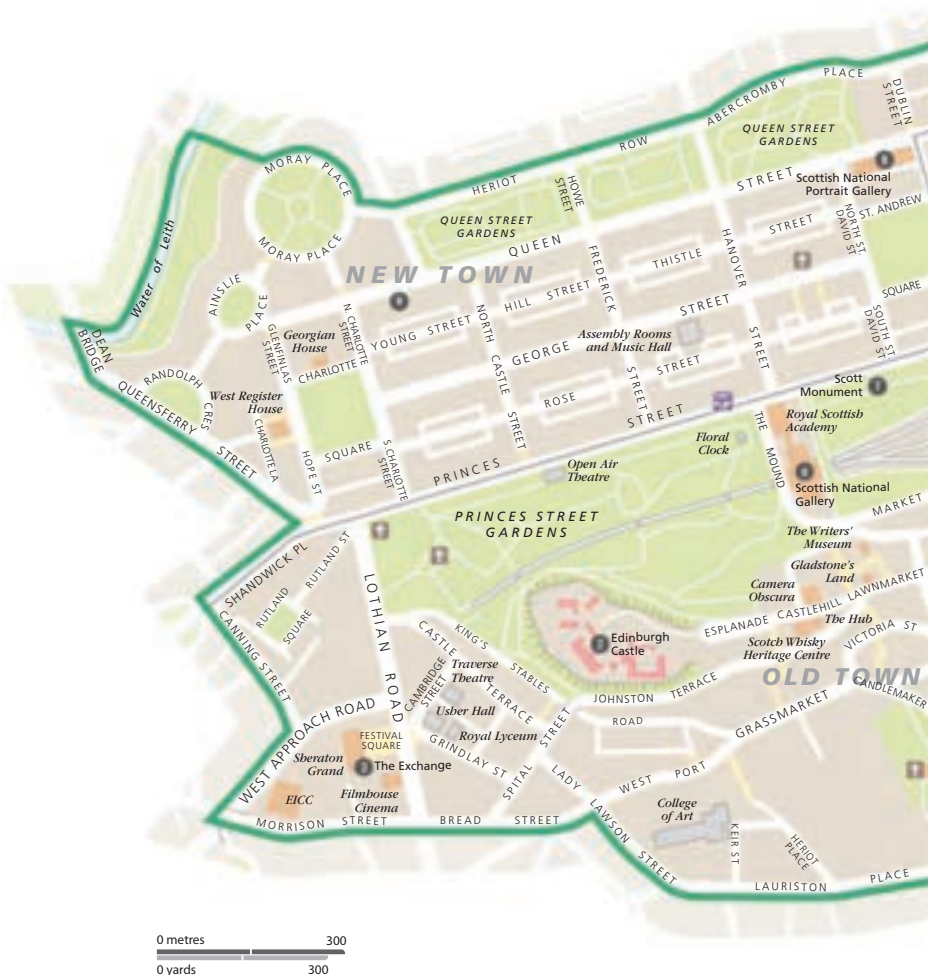 ABERCROMBY PLACE
DUBLIN
STREET
QUEEN STREET
GARDENS
ROW
HERIOT
MORAY PLACE
HOWE
STREET
STREET
Scottish National
Portrait Gallery
QUEEN STREET
GARDENS
NORTH ST.
DAVID ST.
ST. ANDREW
Water of Leith
MORAY PLACE
QUEEN
STREET
HANOVER
NEW TOWN
THISTLE
FREDERICK
AINSLIE
PLACE
HILL STREET
STREET
SQUARE
N. CHARLOTTE
STREET
YOUNG STREET
NORTH
CASTLE
STREET
SOUTH ST.
DAVID ST.
DEAN
BRIDGE
GLENFINLAS
STREET
Georgian
House
GEORGE
Assembly Rooms
and Music Hall
STREET
CHARLOTTE
STREET
STREET
RANDOLPH
CRES
Scott
Monument
QUEENSFERRY
STREET
West Register
House
ROSE
STREET
Royal Scottish
Academy
CHARLOTTE LA
HOPE ST
SQUARE
S. CHARLOTTE
STREET
PRINCES
THE
MOUND
Floral
Clock
Open Air
Theatre
Scottish National
Gallery
MARKET
PRINCES STREET
GARDENS
The Writers'
Museum
SHANDWICK PL
RUTLAND ST
Gladstone's
Land
RUTLAND
SQUARE
Camera
Obscura
CASTLEHILL
LAWNMARKET
CANNING STREET
LOTHIAN ROAD
ESPLANADE
The Hub
Edinburgh
Castle
Scotch Whisky
Heritage Centre
VICTORIA ST
CASTLE
TERRACE
KING'S
STABLES
ROAD
Traverse
Theatre
CAMBRIDGE
STREET
OLD TOWN
CANDLEMAKER
JOHNSTON TERRACE
Usher Hall
GRASSMARKET
WEST APPROACH ROAD
Royal Lyceum
FESTIVAL
SQUARE
GRINDLAY ST
SPITAL
STREET
Sheraton
Grand
The Exchange
WEST PORT
LADY
LAWSON
STREET
EICC
Filmhouse
Cinema
College
of Art
MORRISON STREET
BREAD STREET
KEIR ST
HERIOT
PLACE
LAURISTON PLACE
0 metres 300
0 yards 300